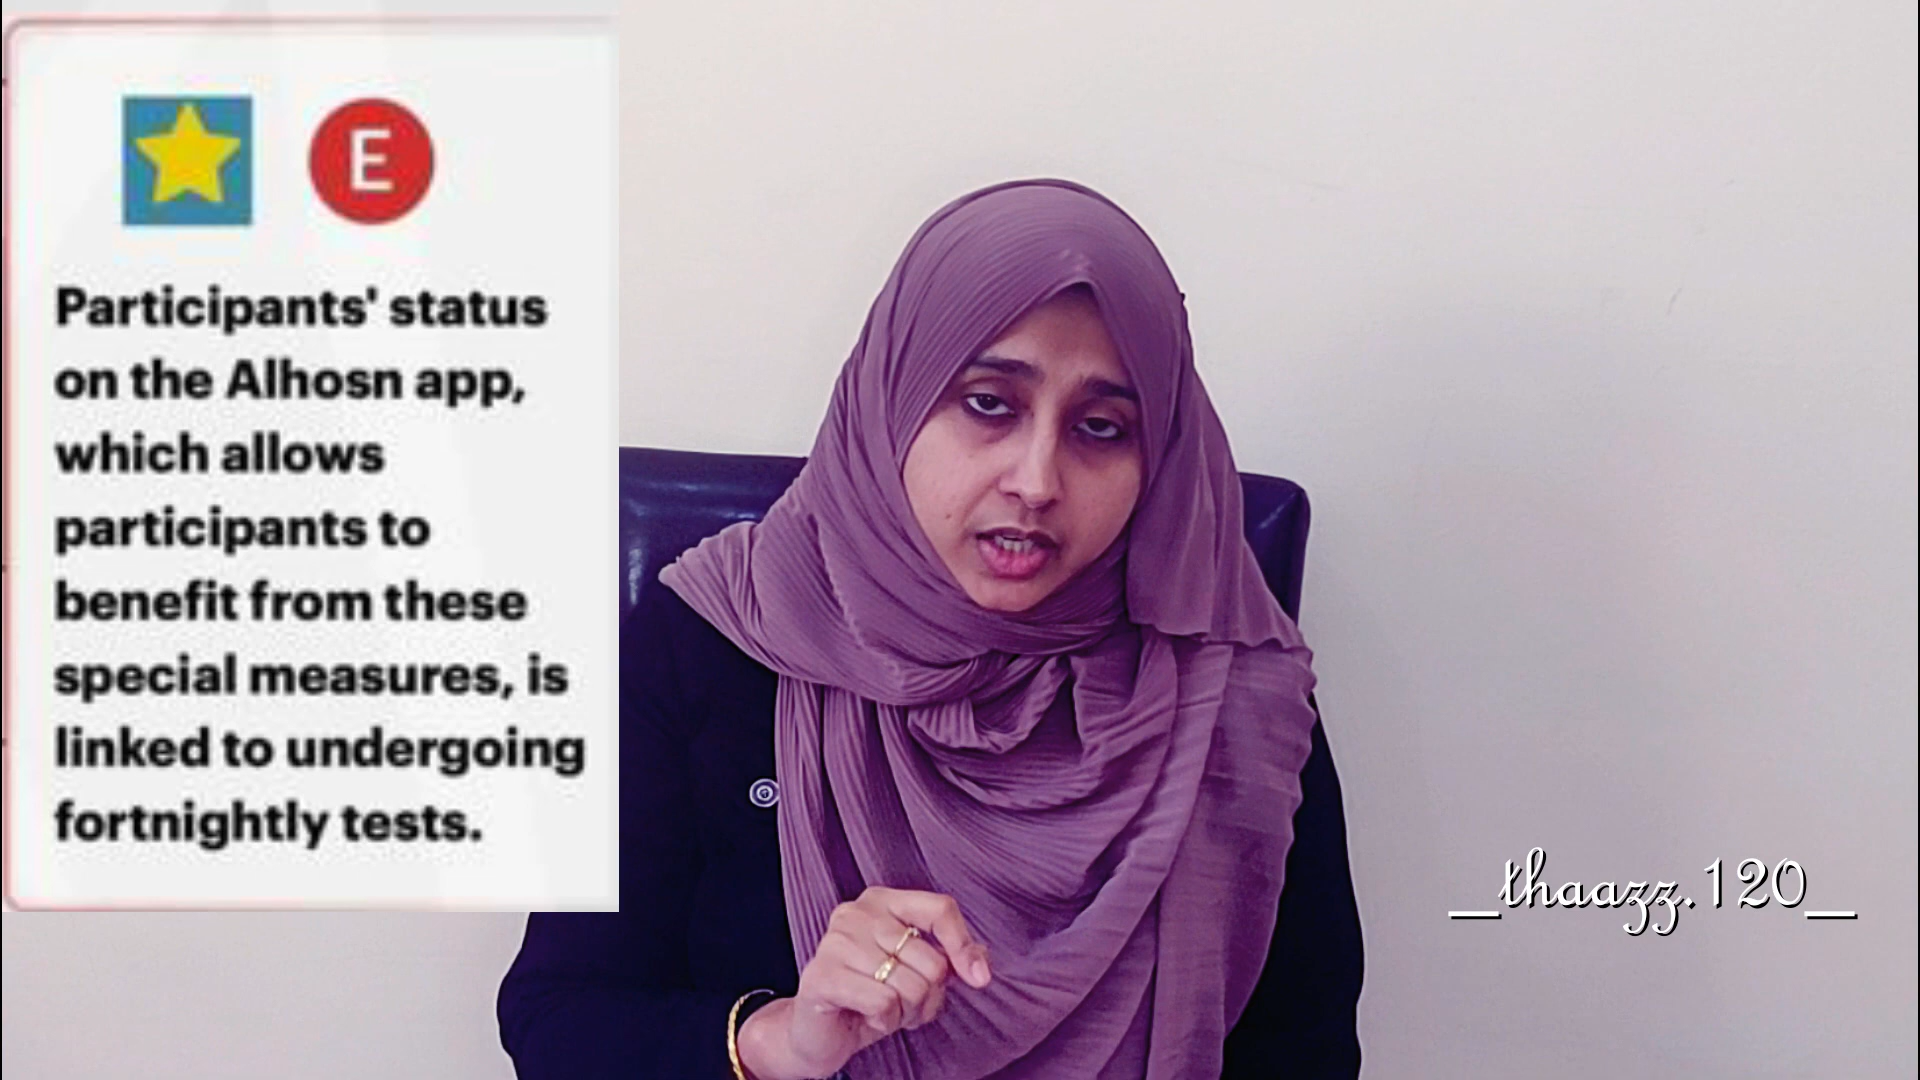 E
Participants' status
on the Alhosn app,
which allows
participants to
benefit from these
special measures, is
linked to undergoing
fortnightly tests.
_thaazz.120_